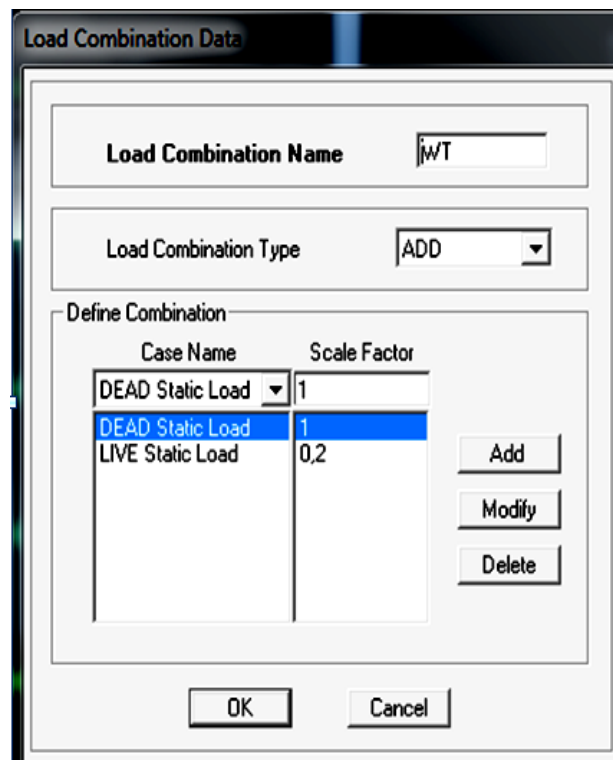 Load Combination Data
Load Combination Name WT
Load Combination Type ADD
Define Combination
Case Name Scale Factor
DEAD Static Load 1
DEAD Static Load 1
LIVE Static Load 0,2
Add
Modify
Delete
OK Cancel